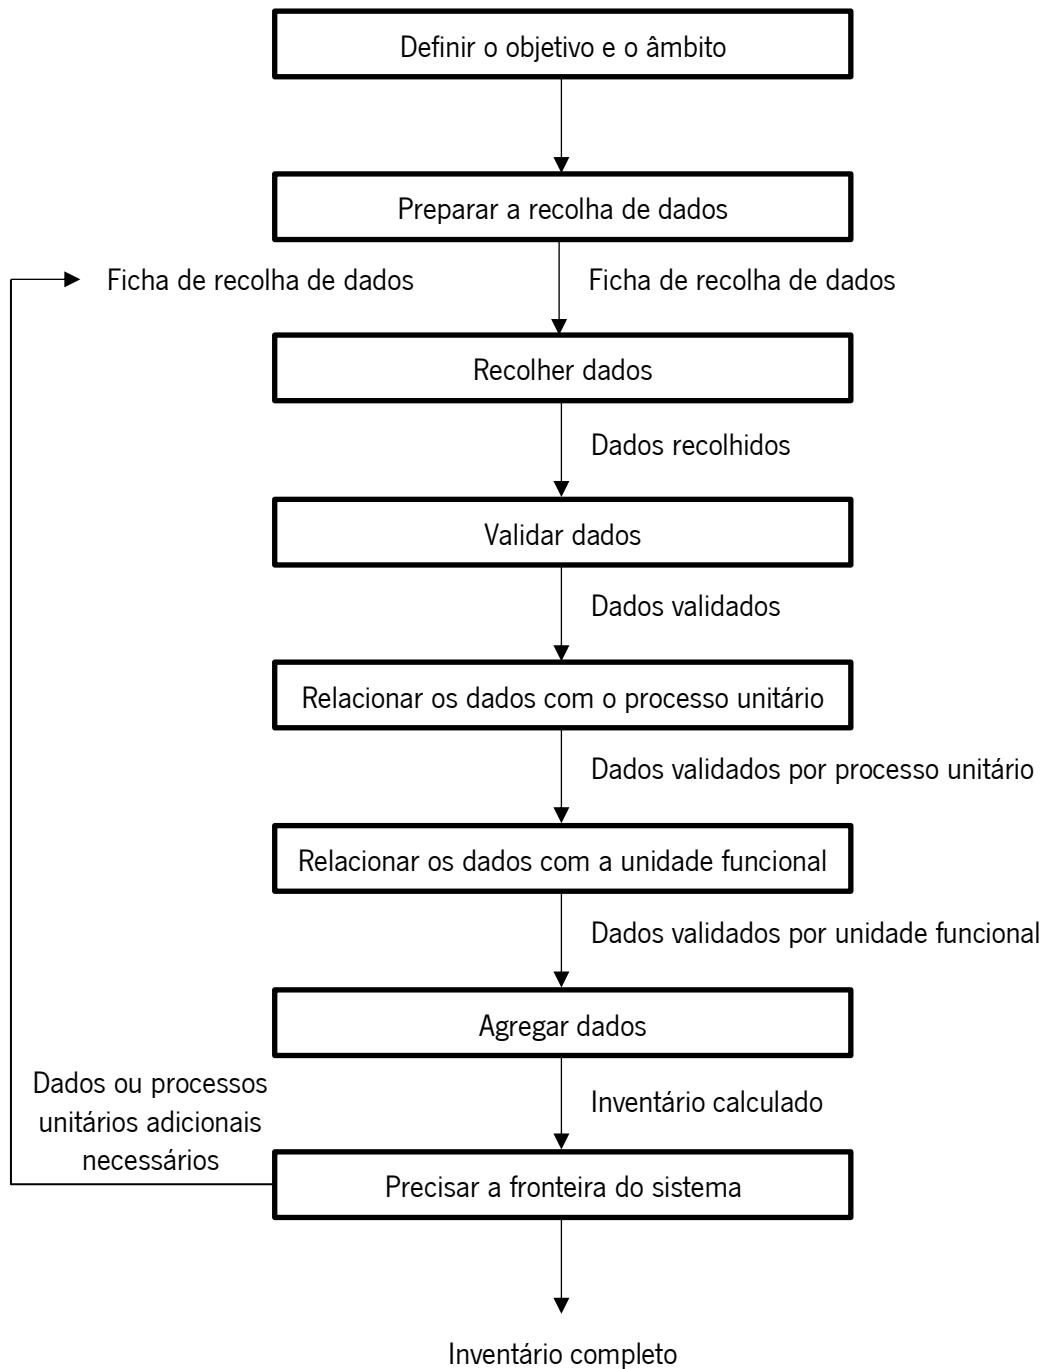 Definir o objetivo e o âmbito
Preparar a recolha de dados
Ficha de recolha de dados
Ficha de recolha de dados
Recolher dados
Dados recolhidos
Validar dados
Dados validados
Relacionar os dados com o processo unitário
Dados validados por processo unitário
Relacionar os dados com a unidade funcional
Dados validados por unidade funcional
Agregar dados
Dados ou processos
unitários adicionais
necessários
Inventário calculado
Precisar a fronteira do sistema
Inventário completo